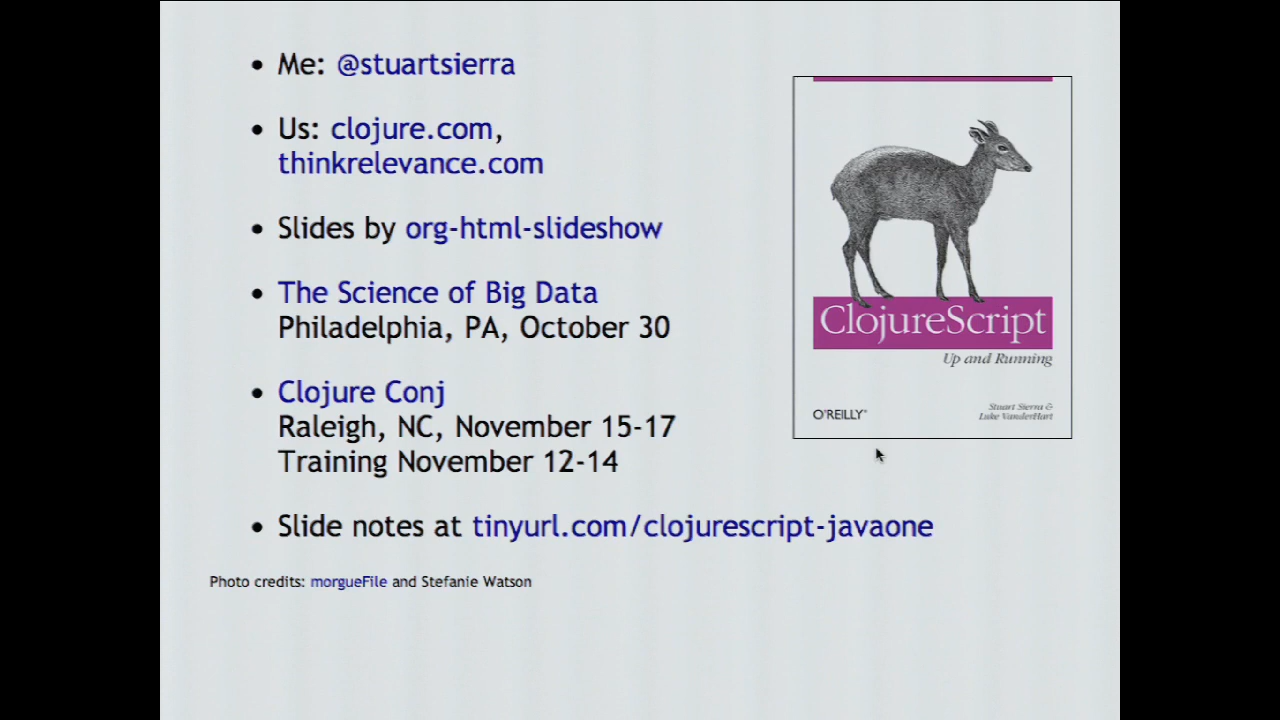 • Me: @stuartsierra
• Us: clojure.com,
thinkrelevance.com
• Slides by org-html-slideshow
• The Science of Big Data
Philadelphia, PA, October 30
• Clojure Conj
Raleigh, NC, November 15-17
Training November 12-14
• Slide notes at tinyurl.com/clojurescript-javaone
Photo credits: morgueFile and Stefanie Watson
ClojureScript
Up and Running
O'REILLY®
Stuart Sierra &
Luke VanderHart